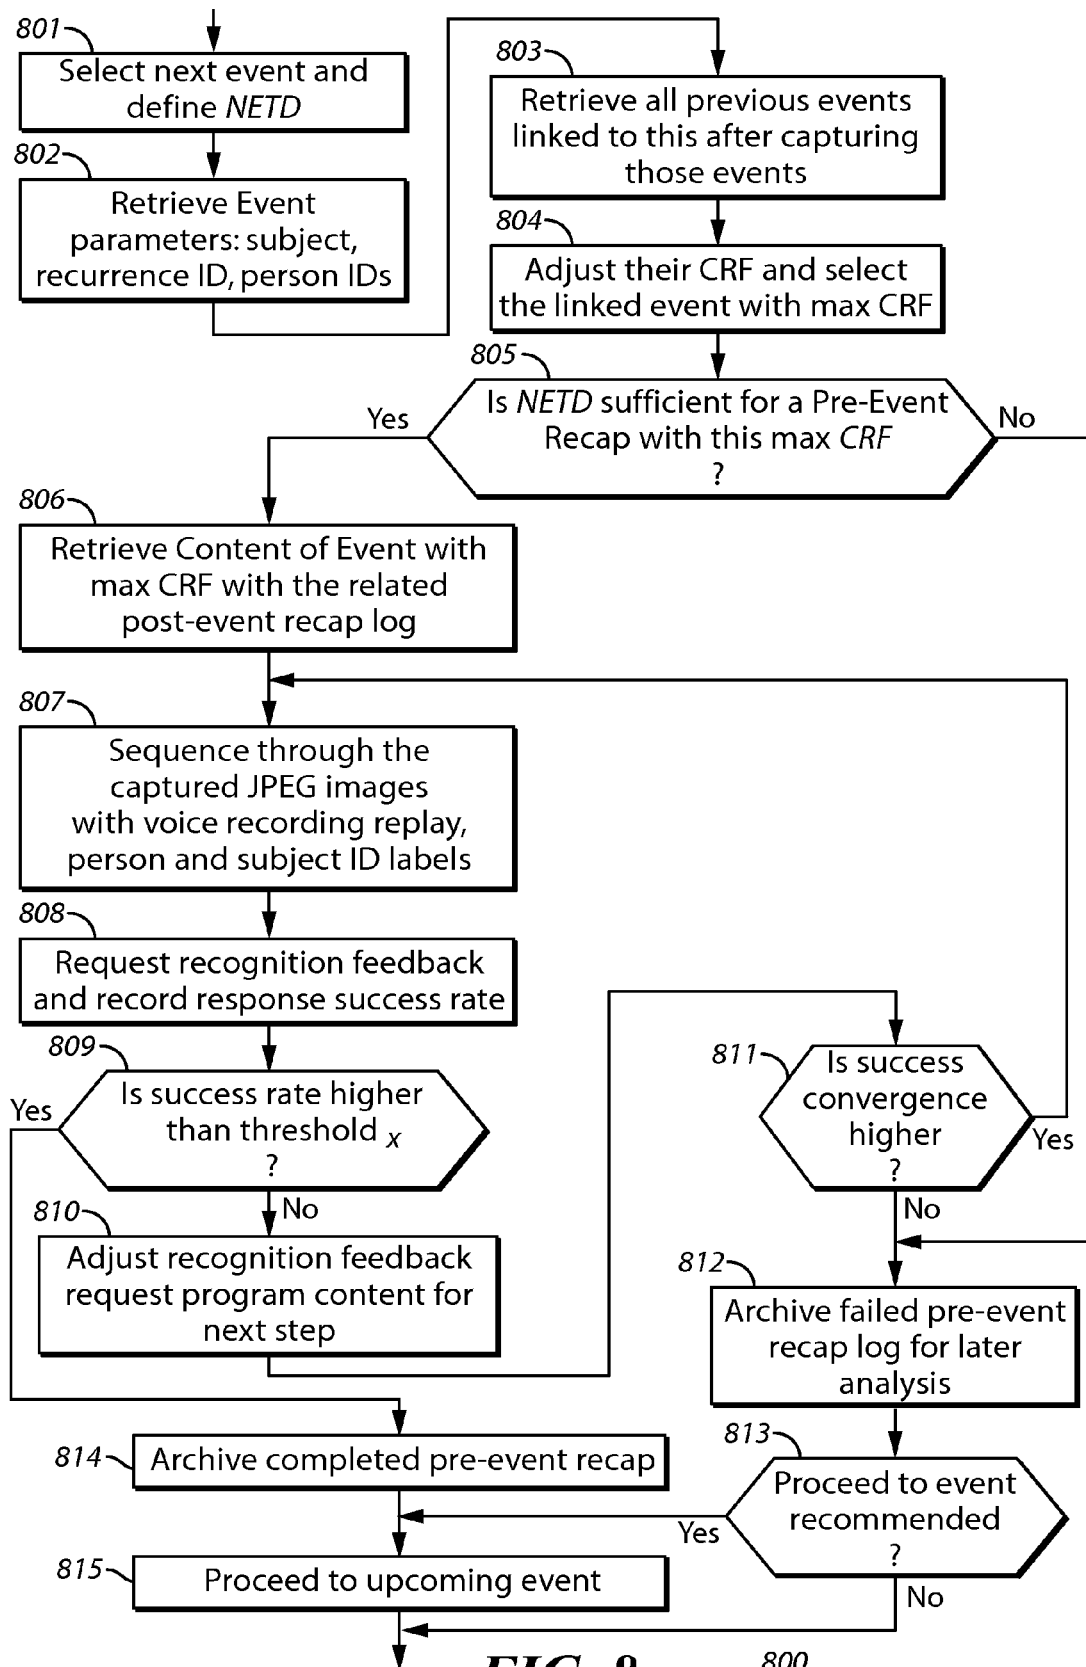 801
Select next event and
define NETD
802
Retrieve Event
parameters: subject,
recurrence ID, person IDs
803
Retrieve all previous events
linked to this after capturing
those events
804
Adjust their CRF and select
the linked event with max CRF
805
Is NETD sufficient for a Pre-Event
Recap with this max CRF
?
Yes
No
806
Retrieve Content of Event with
max CRF with the related
post-event recap log
807
Sequence through the
captured JPEG images
with voice recording replay,
person and subject ID labels
808
Request recognition feedback
and record response success rate
809
Is success rate higher
than threshold x
?
Yes
No
810
Adjust recognition feedback
request program content for
next step
811
Is success
convergence
higher
?
Yes
No
812
Archive failed pre-event
recap log for later
analysis
813
Proceed to event
recommended
?
Yes
No
814
Archive completed pre-event recap
815
Proceed to upcoming event
FIG. 8
800